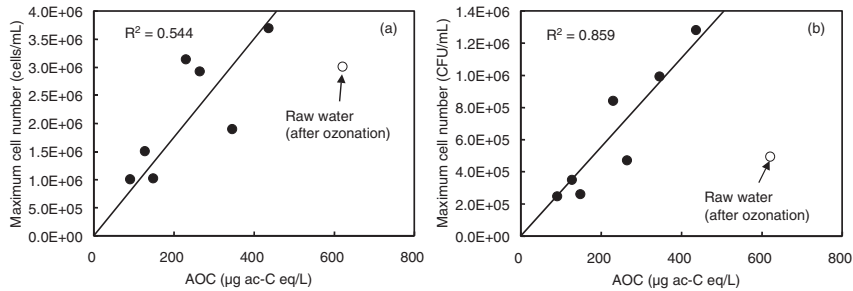 R² = 0.544
(a)
Maximum cell number (cells/mL)
4.0E+06
3.5E+06
3.0E+06
2.5E+06
2.0E+06
1.5E+06
1.0E+06
5.0E+05
0.0E+00
Raw water
(after ozonation)
0 200 400 600 800
AOC (µg ac-C eq/L)
R² = 0.859
(b)
Maximum cell number (CFU/mL)
1.4E+06
1.2E+06
1.0E+06
8.0E+05
6.0E+05
4.0E+05
2.0E+05
0.0E+00
Raw water
(after ozonation)
0 200 400 600 800
AOC (µg ac-C eq/L)